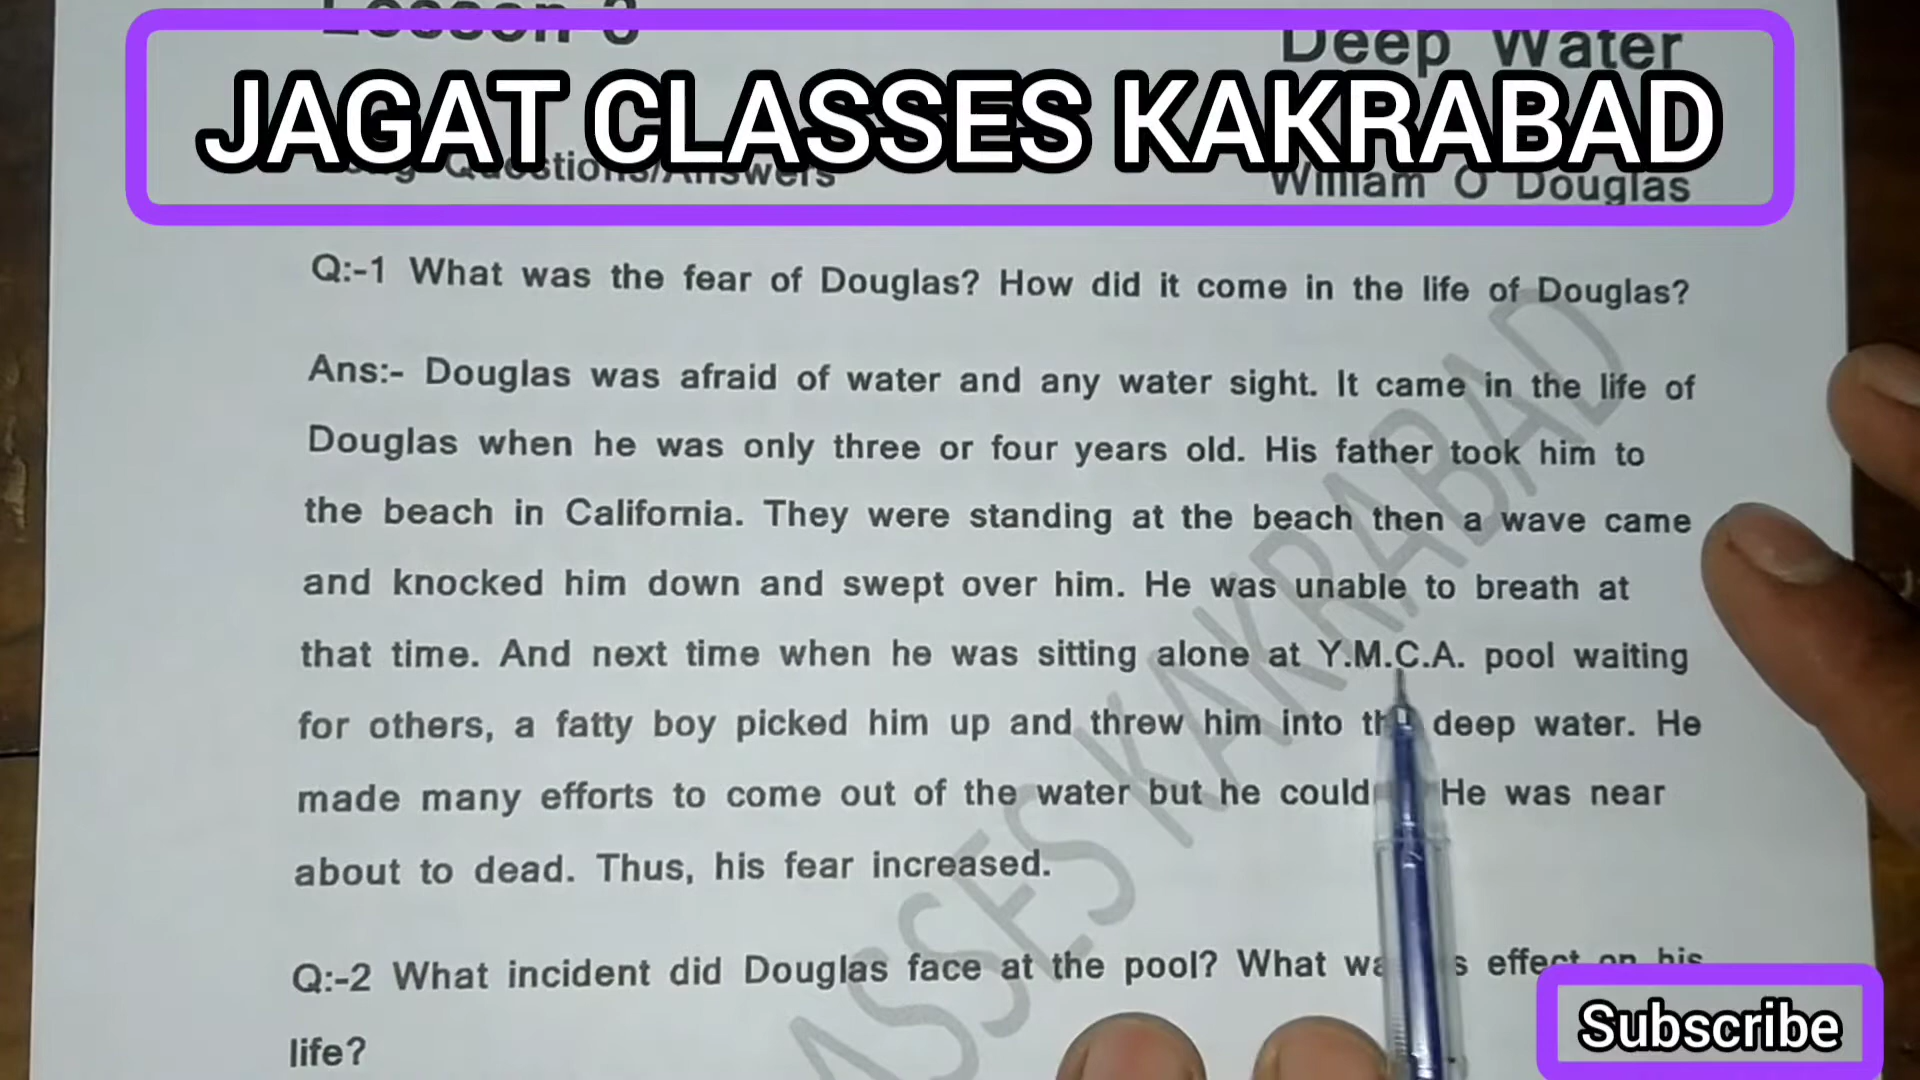 Lesson 3
Deep Water
JAGAT CLASSES KAKRABAD
Questions/Answers
William O Douglas
Q:-1 What was the fear of Douglas? How did it come in the life of Douglas?
Ans:- Douglas was afraid of water and any water sight. It came in the life of
Douglas when he was only three or four years old. His father took him to
the beach in California. They were standing at the beach then a wave came
and knocked him down and swept over him. He was unable to breath at
that time. And next time when he was sitting alone at Y.M.C.A. pool waiting
for others, a fatty boy picked him up and threw him into the deep water. He
made many efforts to come out of the water but he could He was near
about to dead. Thus, his fear increased.
Q:-2 What incident did Douglas face at the pool? What effect on his
life?
ASSES KAKRABAD
Subscribe